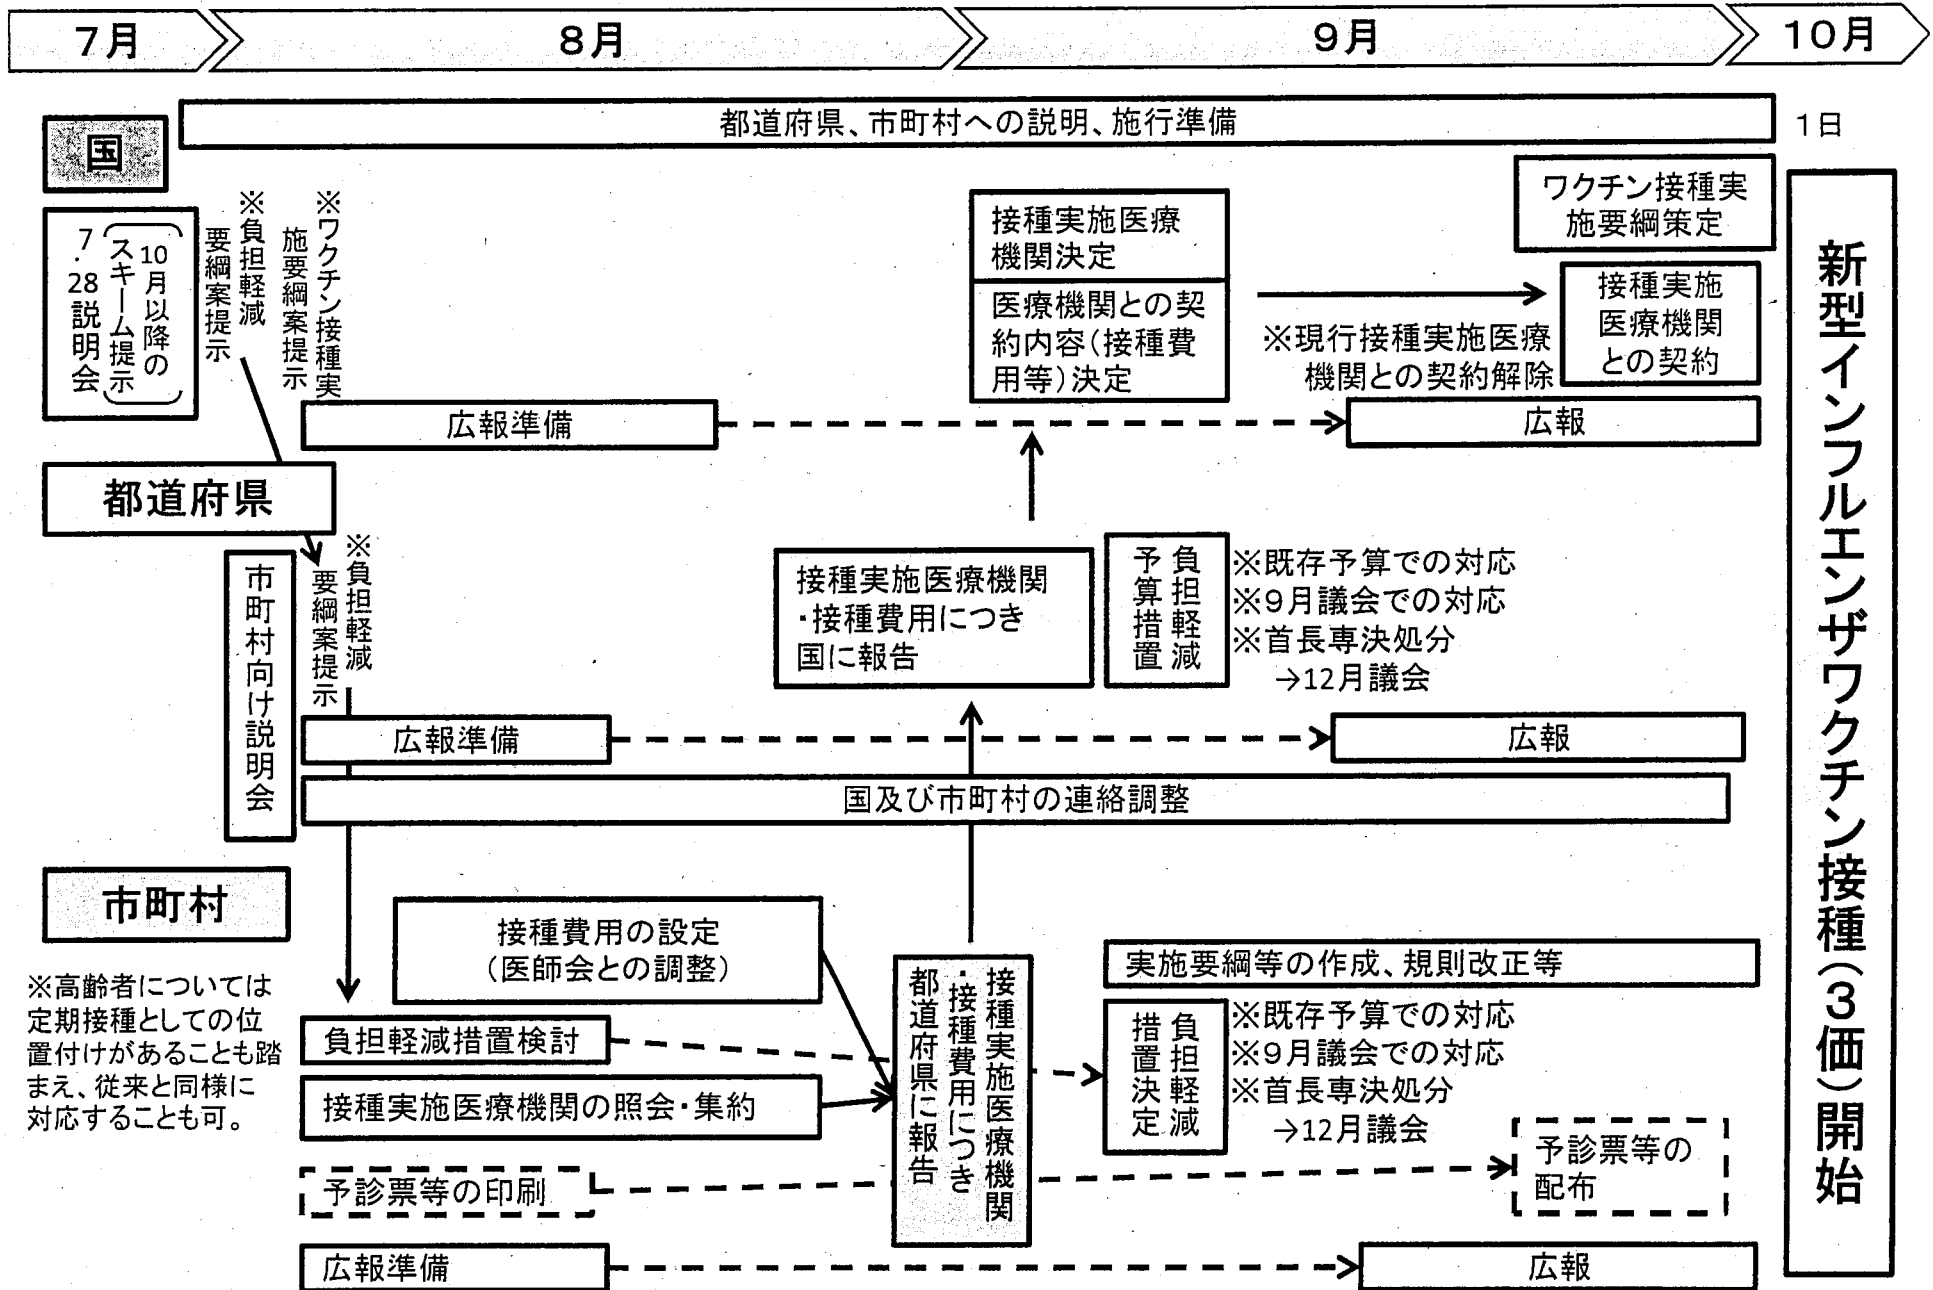 7月
8月
9月
10月
都道府県、市町村への説明、施行準備
1日
国
7・28説明会
10月以降の
スキーム提示
※負担軽減
要綱案提示
※ワクチン接種実
施要綱案提示
接種実施医療
機関決定
医療機関との契
約内容(接種費
用等)決定
※現行接種実施医療
機関との契約解除
ワクチン接種実
施要綱策定
接種実施
医療機関
との契約
広報準備
広報
都道府県
市町村向け説明会
※負担軽減
要綱案提示
接種実施医療機関
・接種費用につき
国に報告
負担軽減
予算措置
※既存予算での対応
※9月議会での対応
※首長専決処分
→12月議会
広報準備
広報
国及び市町村の連絡調整
市町村
※高齢者については
定期接種としての位
置付けがあることも踏
まえ、従来と同様に
対応することも可。
接種費用の設定
(医師会との調整)
負担軽減措置検討
接種実施医療機関の照会・集約
接種実施医療機関
・接種費用につき
都道府県に報告
実施要綱等の作成、規則改正等
負担軽減
措置決定
※既存予算での対応
※9月議会での対応
※首長専決処分
→12月議会
予診票等の印刷
予診票等の
配布
広報準備
広報
新型インフルエンザワクチン接種(3価)開始